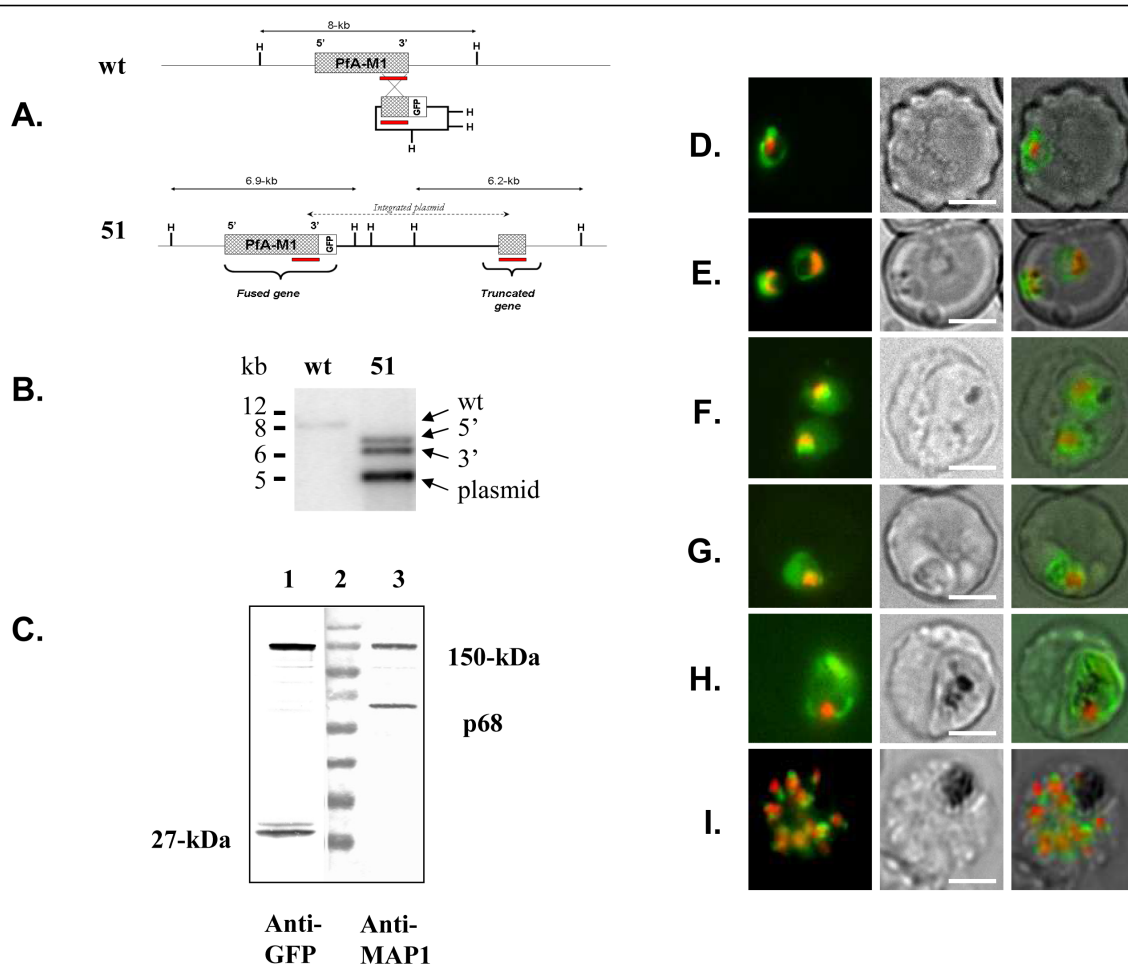 A.
wt
8-kb
H
5'
3'
H
PfA-M1
GFP
H
H
H
51
6.9-kb
6.2-kb
Integrated plasmid
H
5'
3'
H
H
H
H
PfA-M1
GFP
Fused gene
Truncated
gene
B.
kb
wt
51
12
8
6
5
wt
5'
3'
plasmid
C.
1
2
3
150-kDa
p68
27-kDa
Anti-
GFP
Anti-
MAP1
D.
E.
F.
G.
H.
I.